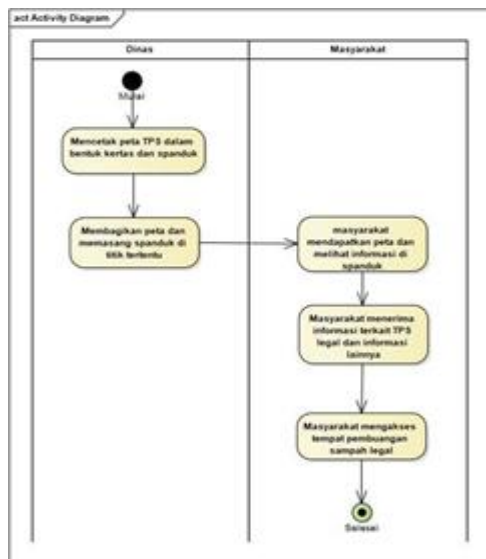 act Activity Diagram
Dinas
Masyarakat
Mulai
Mencetak peta TPS dalam
bentuk kertas dan spanduk
Membagikan peta dan
memasang spanduk di
titik tertentu
masyarakat
mendapatkan peta dan
melihat informasi di
spanduk
Masyarakat menerima
informasi terkait TPS
legal dan informasi
lainnya
Masyarakat mengakses
tempat pembuangan
sampah legal
Selesai